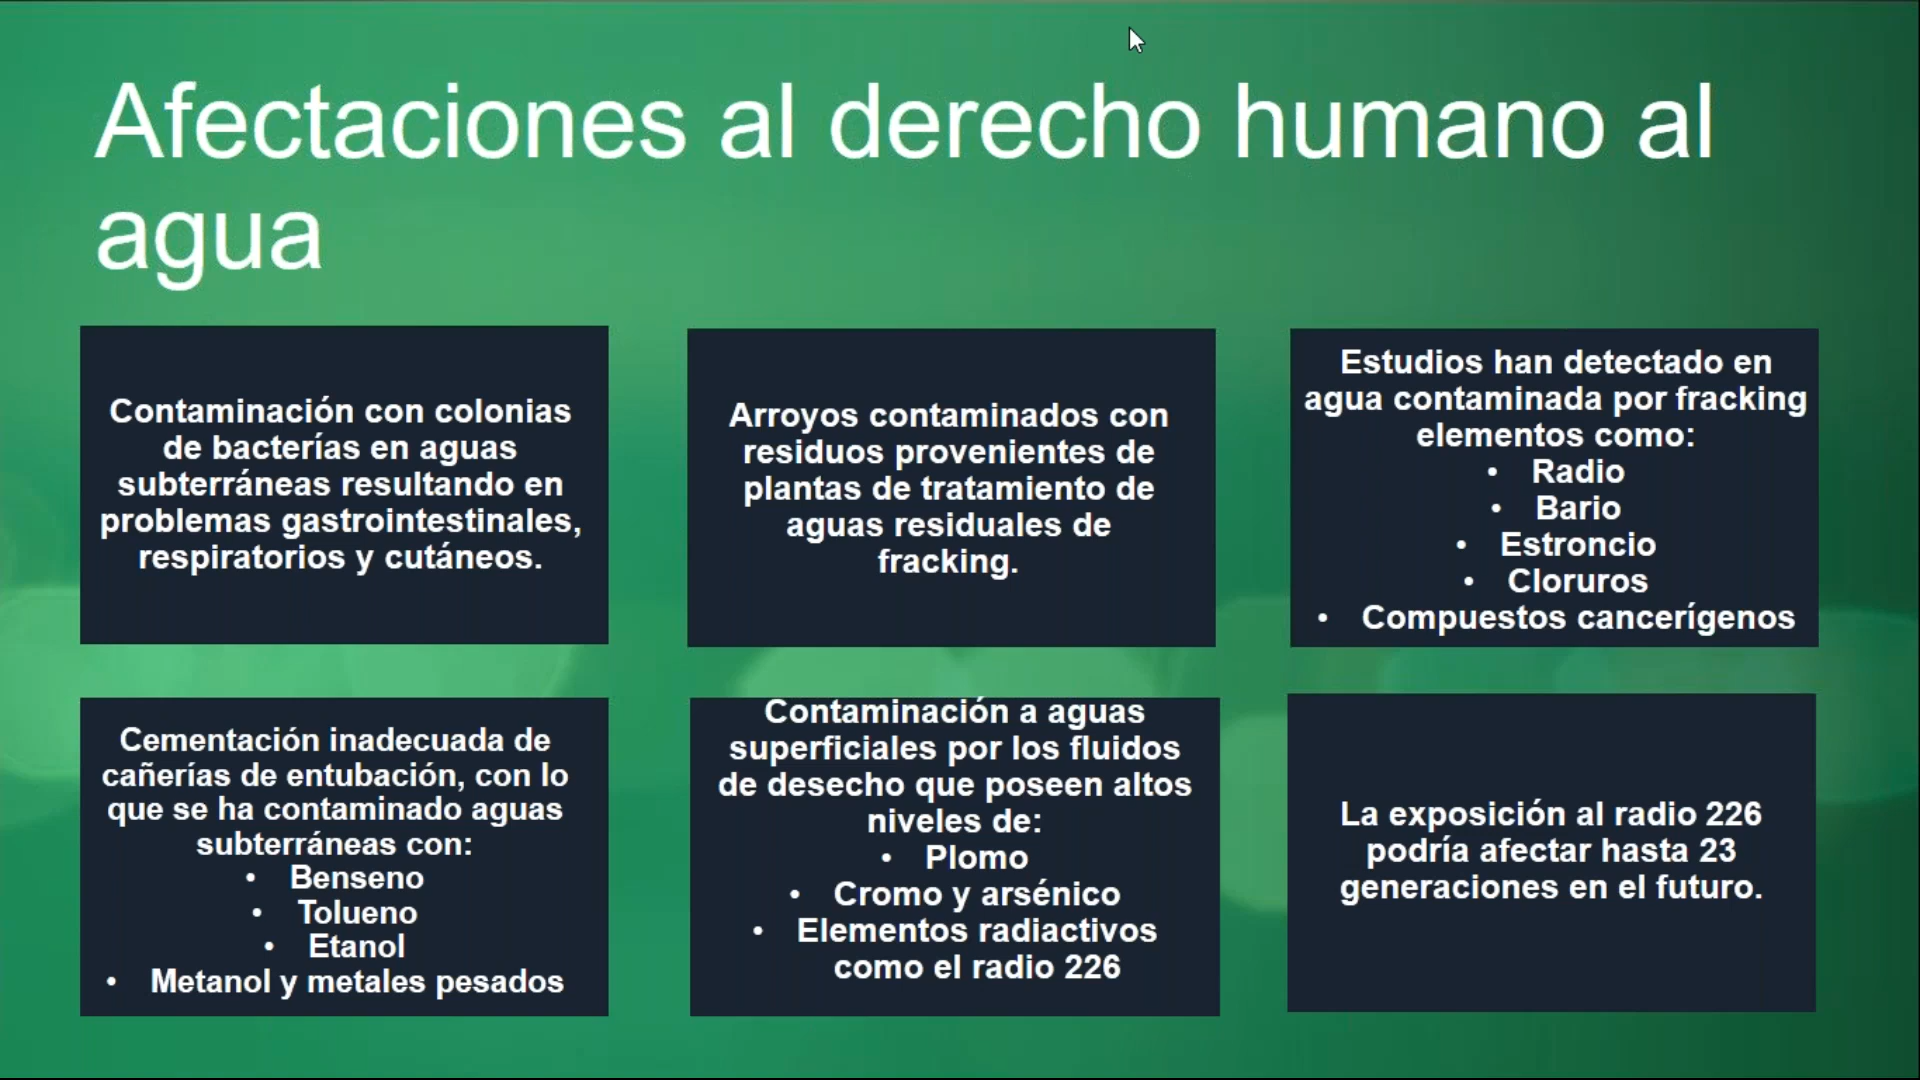 Afectaciones al derecho humano al
agua
Contaminación con colonias
de bacterías en aguas
subterráneas resultando en
problemas gastrointestinales,
respiratorios y cutáneos.
Arroyos contaminados con
residuos provenientes de
plantas de tratamiento de
aguas residuales de
fracking.
Estudios han detectado en
agua contaminada por fracking
elementos como:
• Radio
• Bario
• Estroncio
• Cloruros
• Compuestos cancerígenos
Cementación inadecuada de
cañerías de entubación, con lo
que se ha contaminado aguas
subterráneas con:
• Benseno
• Tolueno
• Etanol
• Metanol y metales pesados
Contaminación a aguas
superficiales por los fluidos
de desecho que poseen altos
niveles de:
• Plomo
• Cromo y arsénico
• Elementos radiactivos
como el radio 226
La exposición al radio 226
podría afectar hasta 23
generaciones en el futuro.